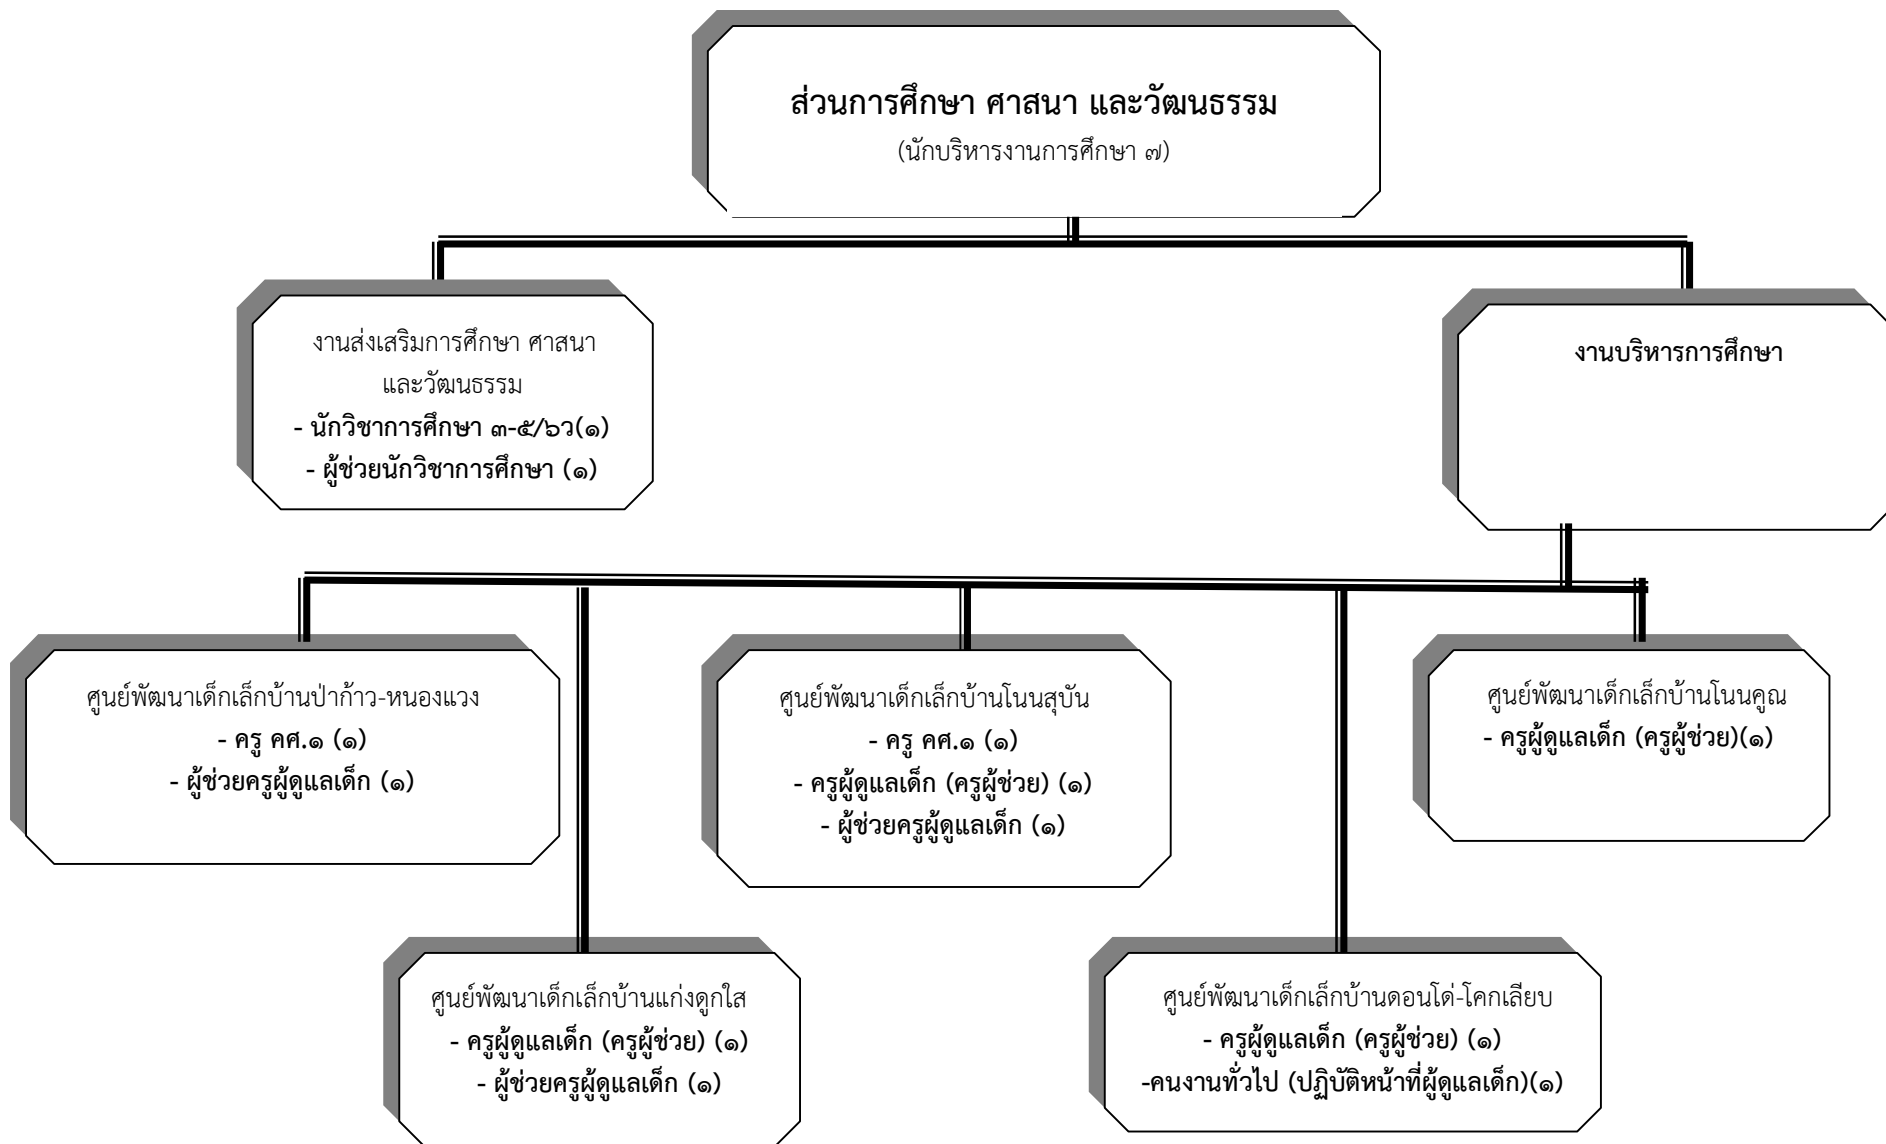 ส่วนการศึกษา ศาสนา และวัฒนธรรม
(นักบริหารงานการศึกษา ๗)
งานส่งเสริมการศึกษา ศาสนา
และวัฒนธรรม
- นักวิชาการศึกษา ๓-๕/๖ว(๑)
- ผู้ช่วยนักวิชาการศึกษา (๑)
งานบริหารการศึกษา
ศูนย์พัฒนาเด็กเล็กบ้านป่าก้าว-หนองแวง
- ครู คศ.๑ (๑)
- ผู้ช่วยครูผู้ดูแลเด็ก (๑)
ศูนย์พัฒนาเด็กเล็กบ้านโนนสุบัน
- ครู คศ.๑ (๑)
- ครูผู้ดูแลเด็ก (ครูผู้ช่วย) (๑)
- ผู้ช่วยครูผู้ดูแลเด็ก (๑)
ศูนย์พัฒนาเด็กเล็กบ้านโนนคูณ
- ครูผู้ดูแลเด็ก (ครูผู้ช่วย)(๑)
ศูนย์พัฒนาเด็กเล็กบ้านแก่งดูกใส
- ครูผู้ดูแลเด็ก (ครูผู้ช่วย) (๑)
- ผู้ช่วยครูผู้ดูแลเด็ก (๑)
ศูนย์พัฒนาเด็กเล็กบ้านดอนโด่-โคกเลียบ
- ครูผู้ดูแลเด็ก (ครูผู้ช่วย) (๑)
-คนงานทั่วไป (ปฏิบัติหน้าที่ผู้ดูแลเด็ก)(๑)